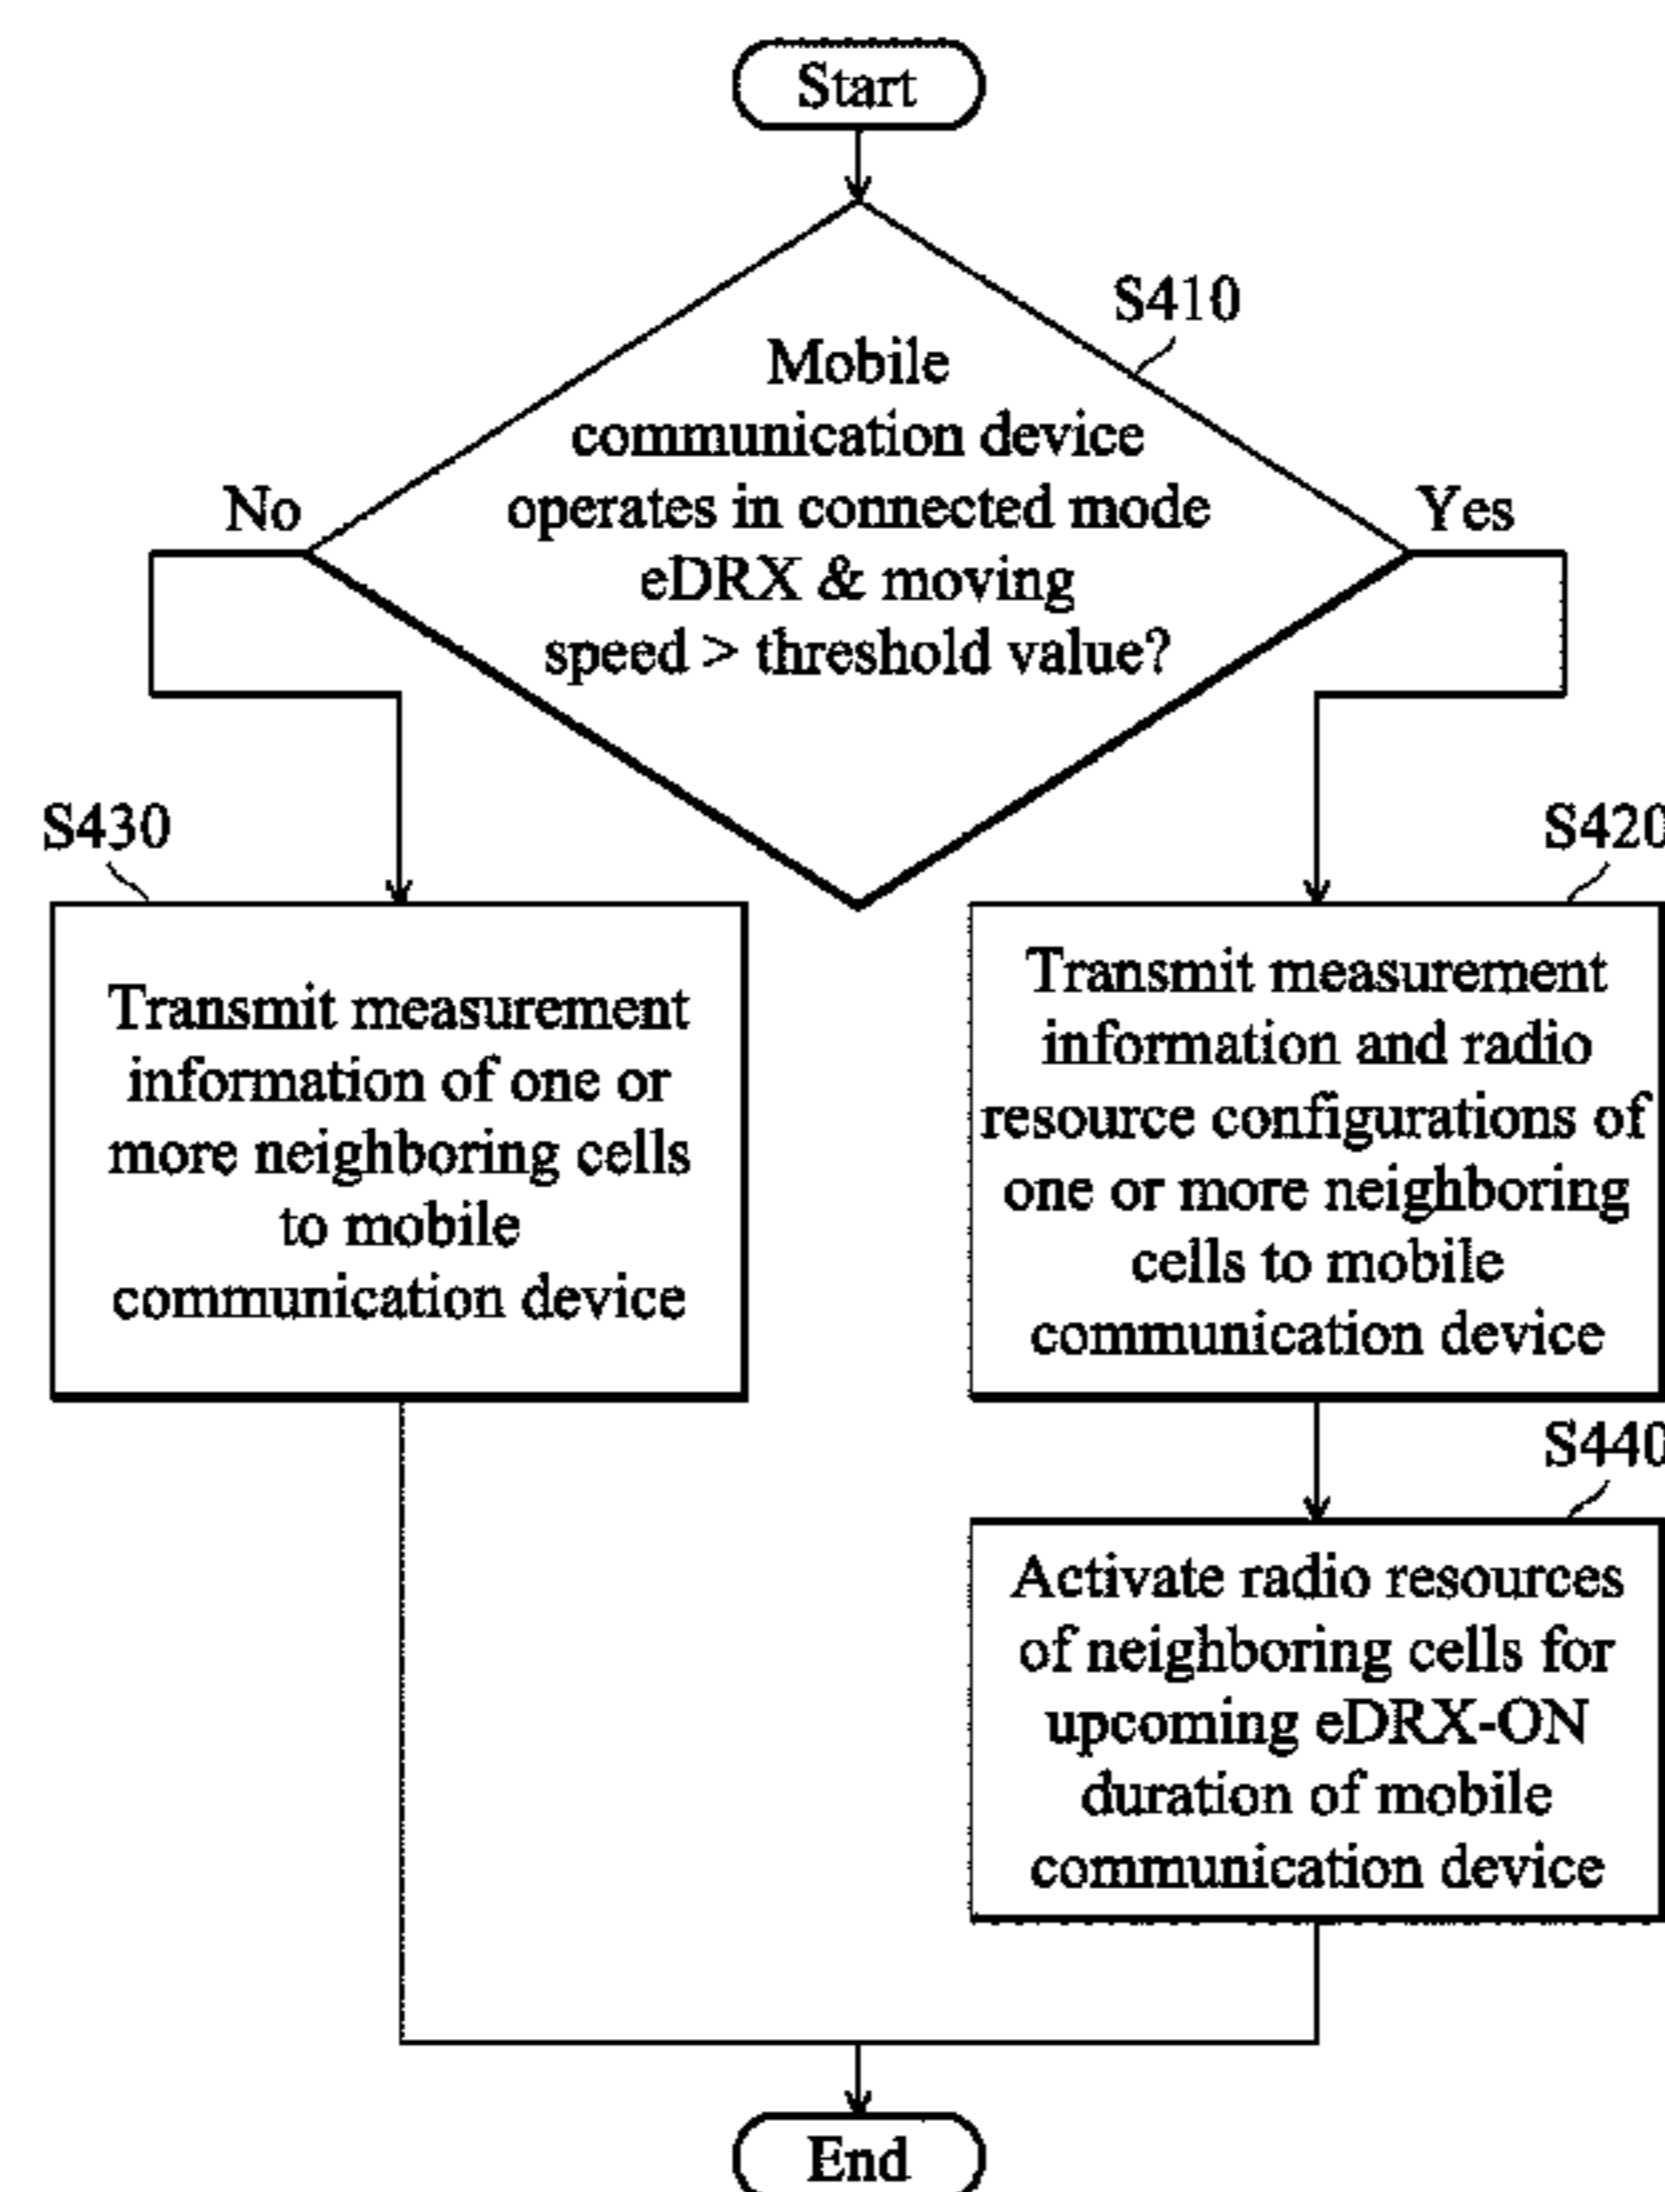 Start
S410
Mobile
communication device
operates in connected mode
eDRX & moving
speed > threshold value?
No
Yes
S430
Transmit measurement
information of one or
more neighboring cells
to mobile
communication device
S420
Transmit measurement
information and radio
resource configurations of
one or more neighboring
cells to mobile
communication device
S440
Activate radio resources
of neighboring cells for
upcoming eDRX-ON
duration of mobile
communication device
End